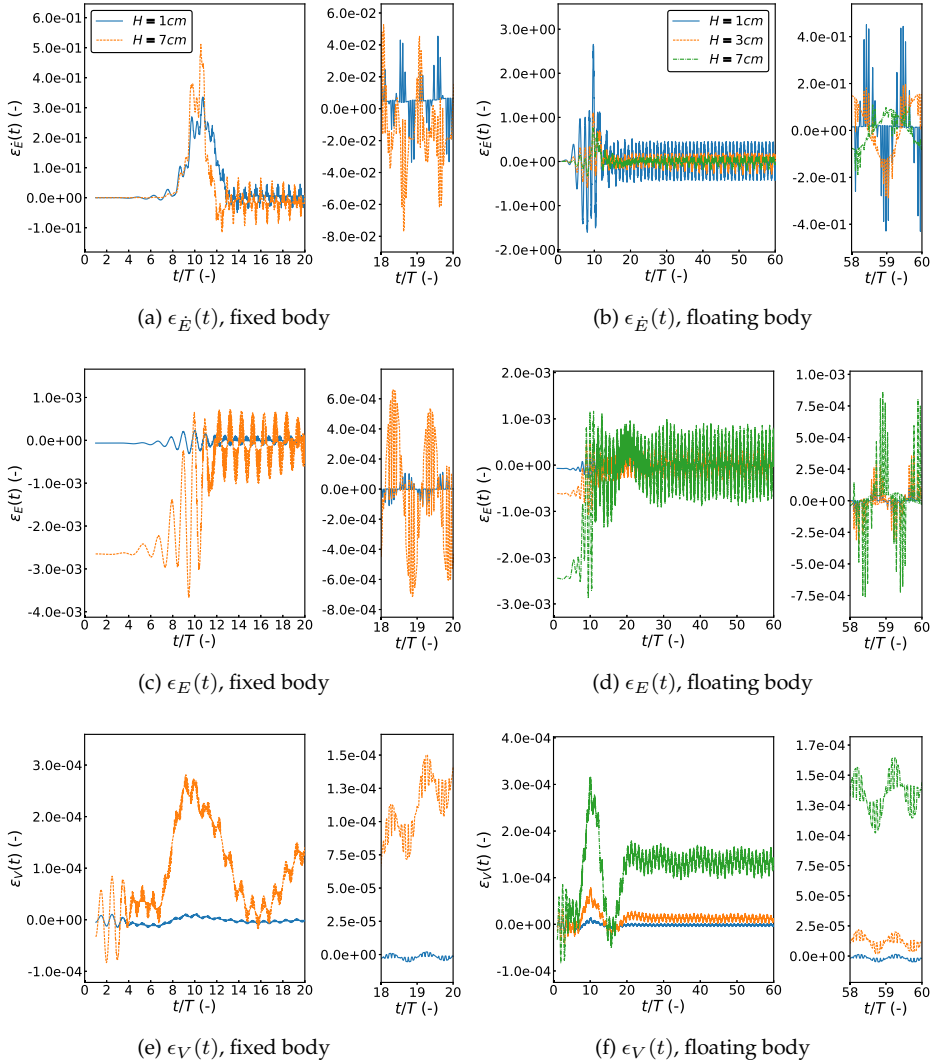 6.0e-01
5.0e-01
4.0e-01
3.0e-01
2.0e-01
1.0e-01
0.0e+00
-1.0e-01
ε_Ė(t) (-)
H = 1cm
H = 7cm
0 2 4 6 8 10 12 14 16 18 20
t/T (-)
6.0e-02
4.0e-02
2.0e-02
0.0e+00
-2.0e-02
-4.0e-02
-6.0e-02
-8.0e-02
18 19 20
t/T (-)
(a) ϵ_Ė(t), fixed body
3.0e+00
2.0e+00
1.0e+00
0.0e+00
-1.0e+00
-2.0e+00
ε_Ė(t) (-)
H = 1cm
H = 3cm
H = 7cm
0 10 20 30 40 50 60
t/T (-)
4.0e-01
2.0e-01
0.0e+00
-2.0e-01
-4.0e-01
58 59 60
t/T (-)
(b) ϵ_Ė(t), floating body
1.0e-03
0.0e+00
-1.0e-03
-2.0e-03
-3.0e-03
-4.0e-03
ε_E(t) (-)
0 2 4 6 8 10 12 14 16 18 20
t/T (-)
8.0e-04
6.0e-04
4.0e-04
2.0e-04
0.0e+00
-2.0e-04
-4.0e-04
-6.0e-04
-8.0e-04
18 19 20
t/T (-)
(c) ϵ_E(t), fixed body
2.0e-03
1.0e-03
0.0e+00
-1.0e-03
-2.0e-03
-3.0e-03
ε_E(t) (-)
0 10 20 30 40 50 60
t/T (-)
1.0e-03
7.5e-04
5.0e-04
2.5e-04
0.0e+00
-2.5e-04
-5.0e-04
-7.5e-04
58 59 60
t/T (-)
(d) ϵ_E(t), floating body
3.0e-04
2.0e-04
1.0e-04
0.0e+00
-1.0e-04
ε_V(t) (-)
0 2 4 6 8 10 12 14 16 18 20
t/T (-)
1.5e-04
1.3e-04
1.0e-04
7.5e-05
5.0e-05
2.5e-05
0.0e+00
18 19 20
t/T (-)
(e) ϵ_V(t), fixed body
4.0e-04
3.0e-04
2.0e-04
1.0e-04
0.0e+00
-1.0e-04
ε_V(t) (-)
0 10 20 30 40 50 60
t/T (-)
1.7e-04
1.5e-04
1.3e-04
1.0e-04
7.5e-05
5.0e-05
2.5e-05
0.0e+00
58 59 60
t/T (-)
(f) ϵ_V(t), floating body